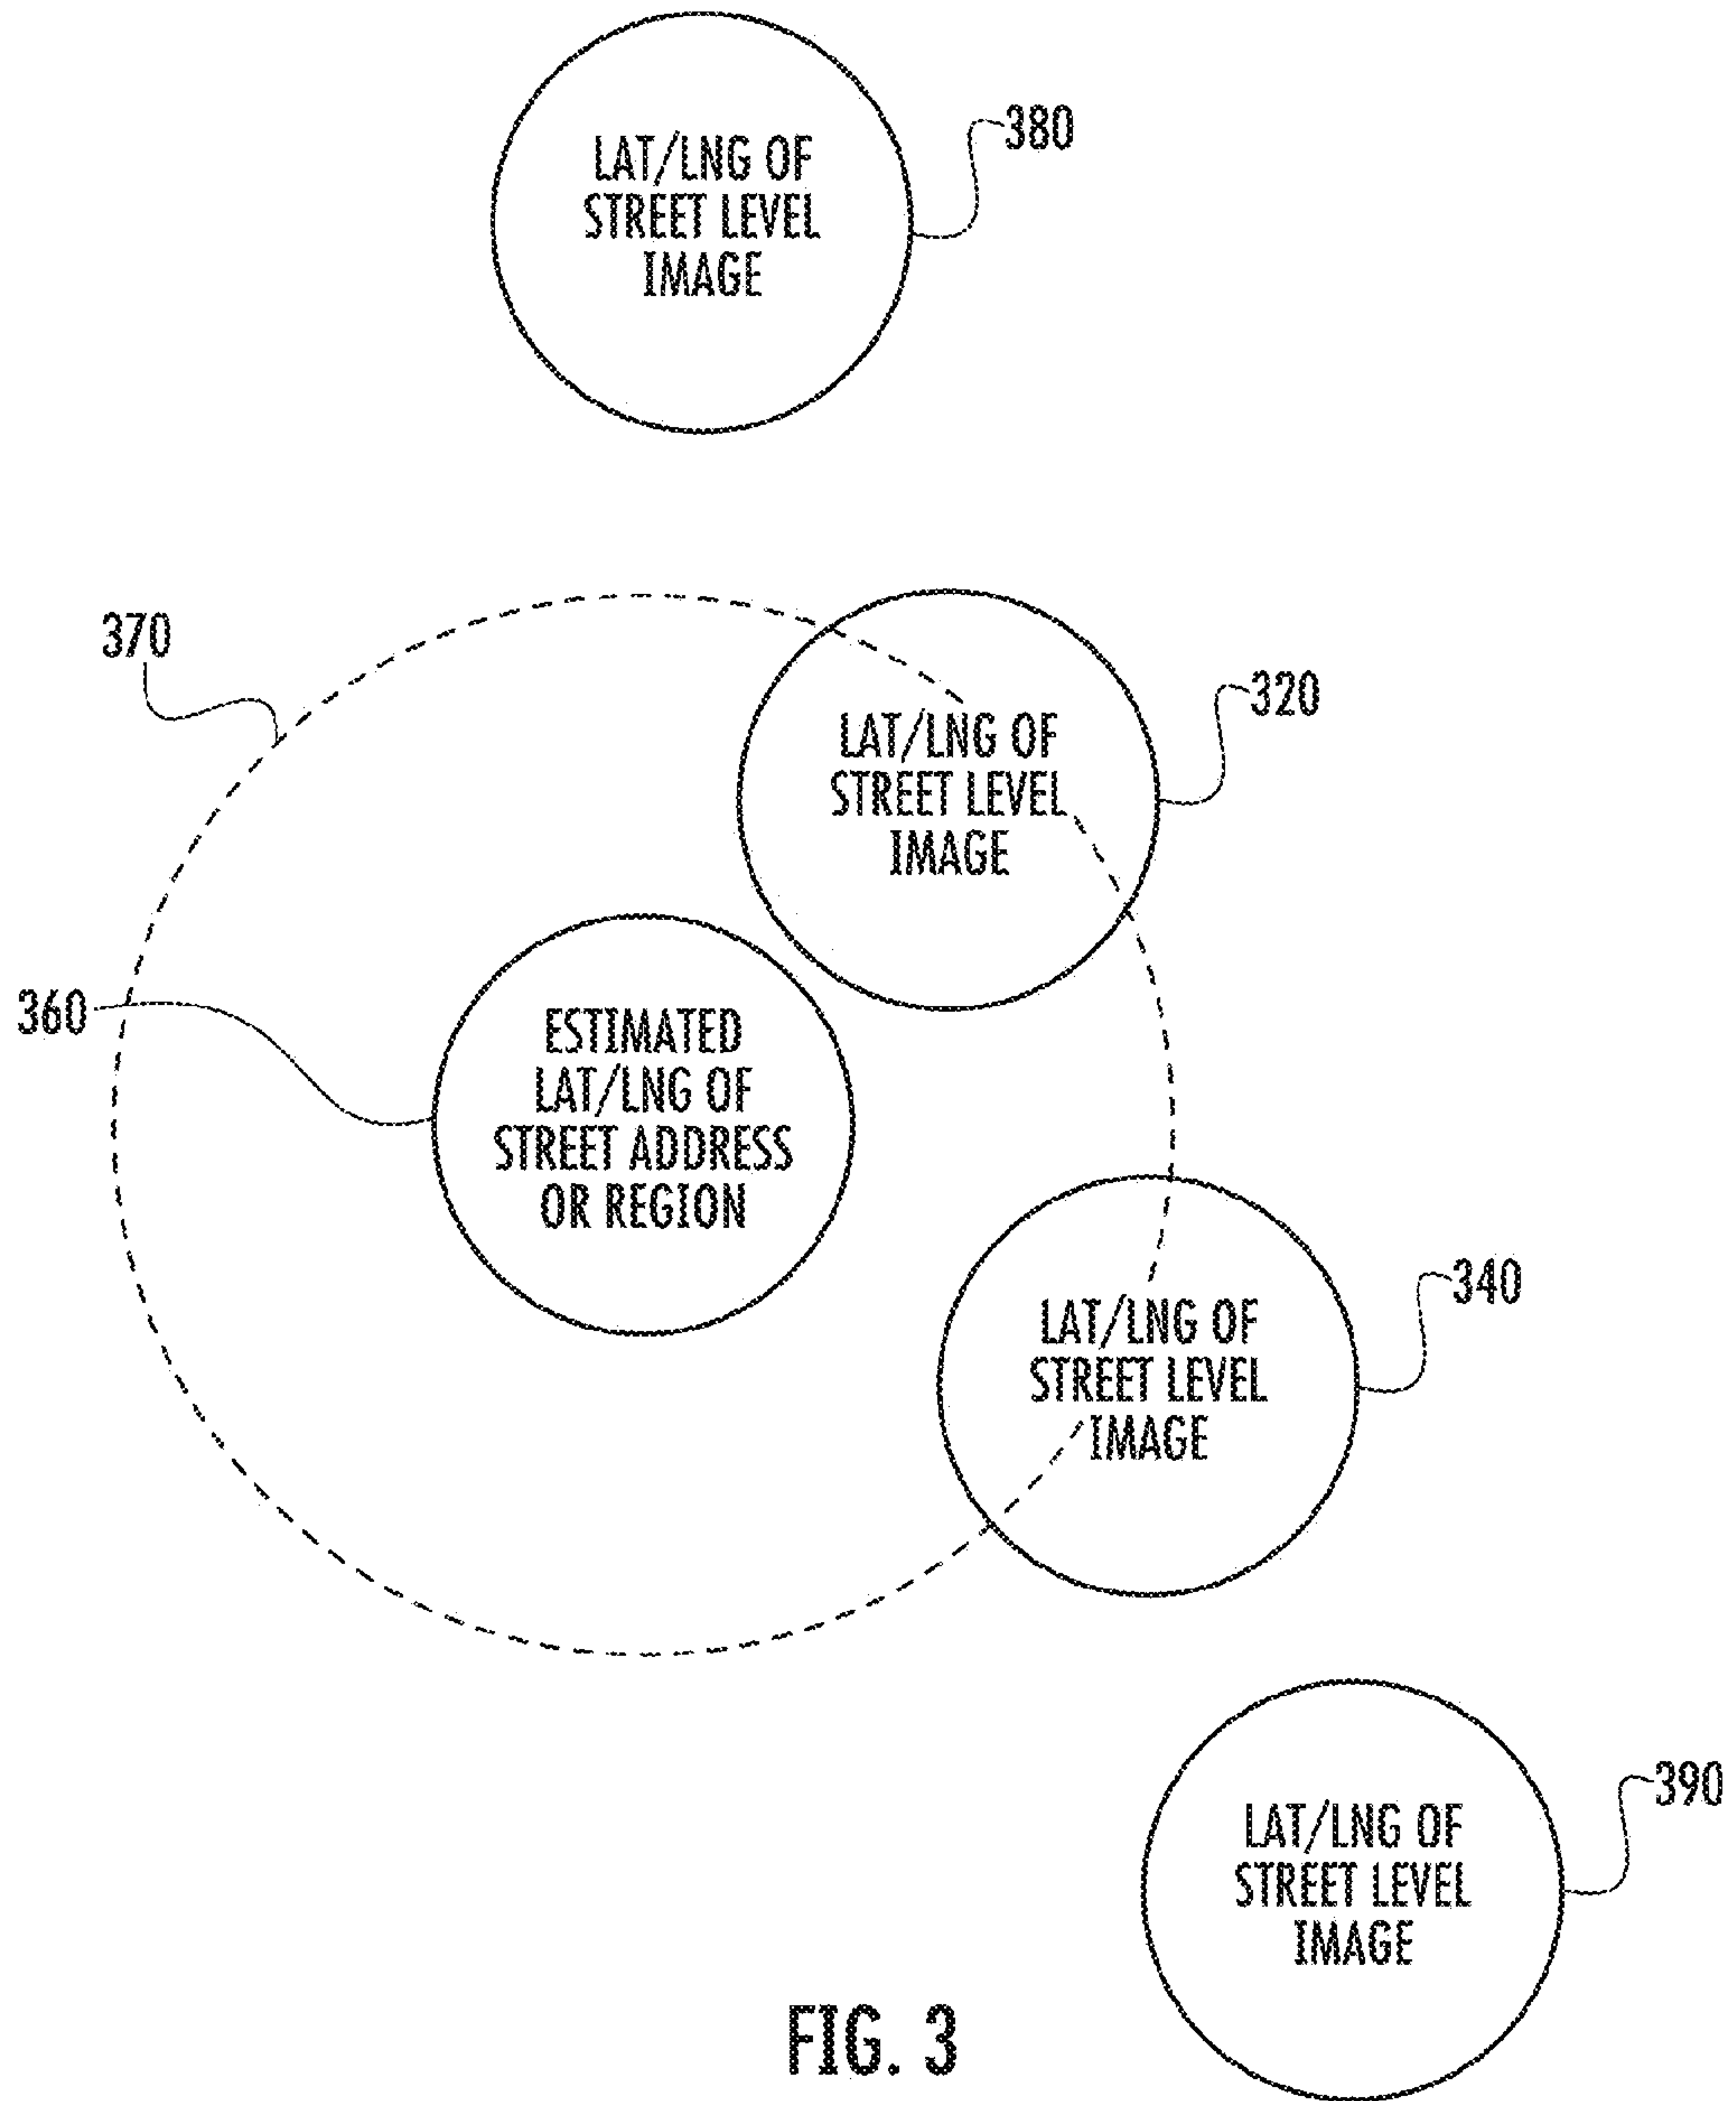 LAT/LNG OF
STREET LEVEL
IMAGE
380
370
LAT/LNG OF
STREET LEVEL
IMAGE
320
360
ESTIMATED
LAT/LNG OF
STREET ADDRESS
OR REGION
LAT/LNG OF
STREET LEVEL
IMAGE
340
LAT/LNG OF
STREET LEVEL
IMAGE
390
FIG. 3